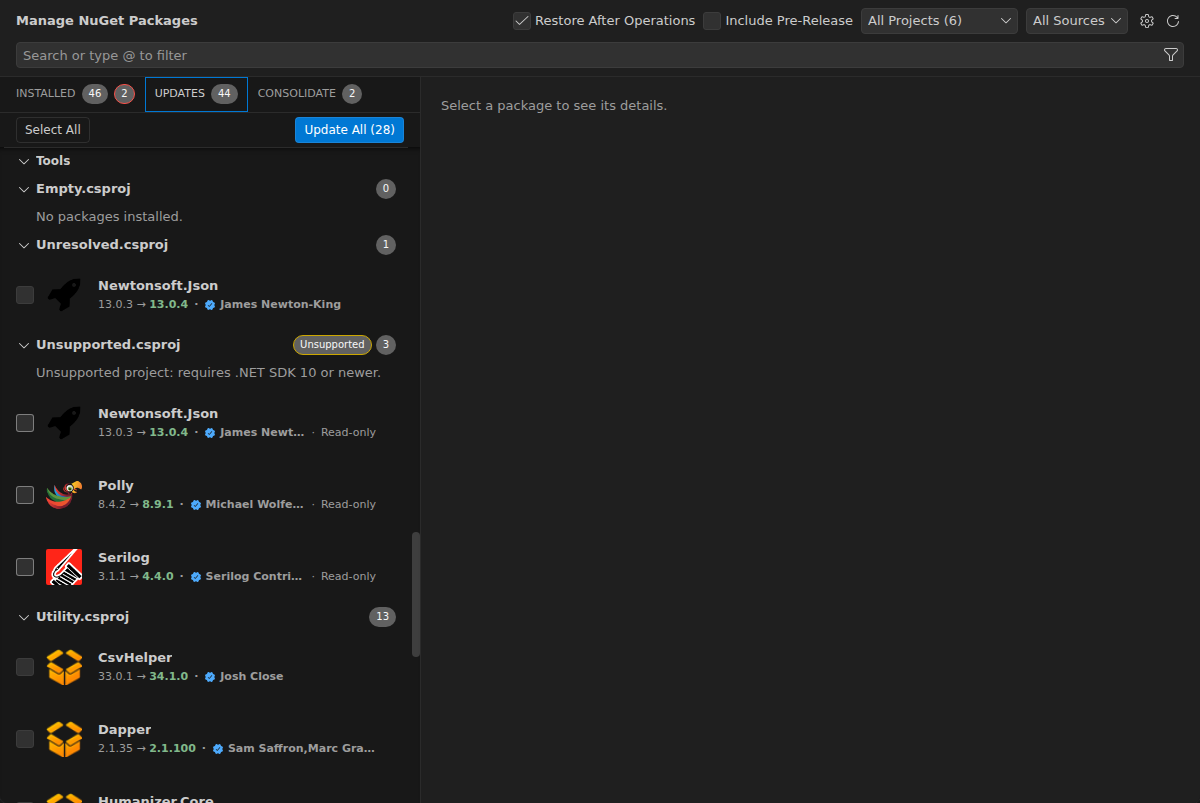 Manage NuGet Packages
Restore After Operations
Include Pre-Release
All Projects (6)
All Sources
Search or type @ to filter
INSTALLED 46 2
UPDATES 44
CONSOLIDATE 2
Select a package to see its details.
Select All
Update All (28)
Tools
Empty.csproj 0
No packages installed.
Unresolved.csproj 1
Newtonsoft.Json
13.0.3 → 13.0.4 · James Newton-King
Unsupported.csproj Unsupported 3
Unsupported project: requires .NET SDK 10 or newer.
Newtonsoft.Json
13.0.3 → 13.0.4 · James Newt… · Read-only
Polly
8.4.2 → 8.9.1 · Michael Wolfe… · Read-only
Serilog
3.1.1 → 4.4.0 · Serilog Contri… · Read-only
Utility.csproj 13
CsvHelper
33.0.1 → 34.1.0 · Josh Close
Dapper
2.1.35 → 2.1.100 · Sam Saffron,Marc Gra…
Humanizer.Core